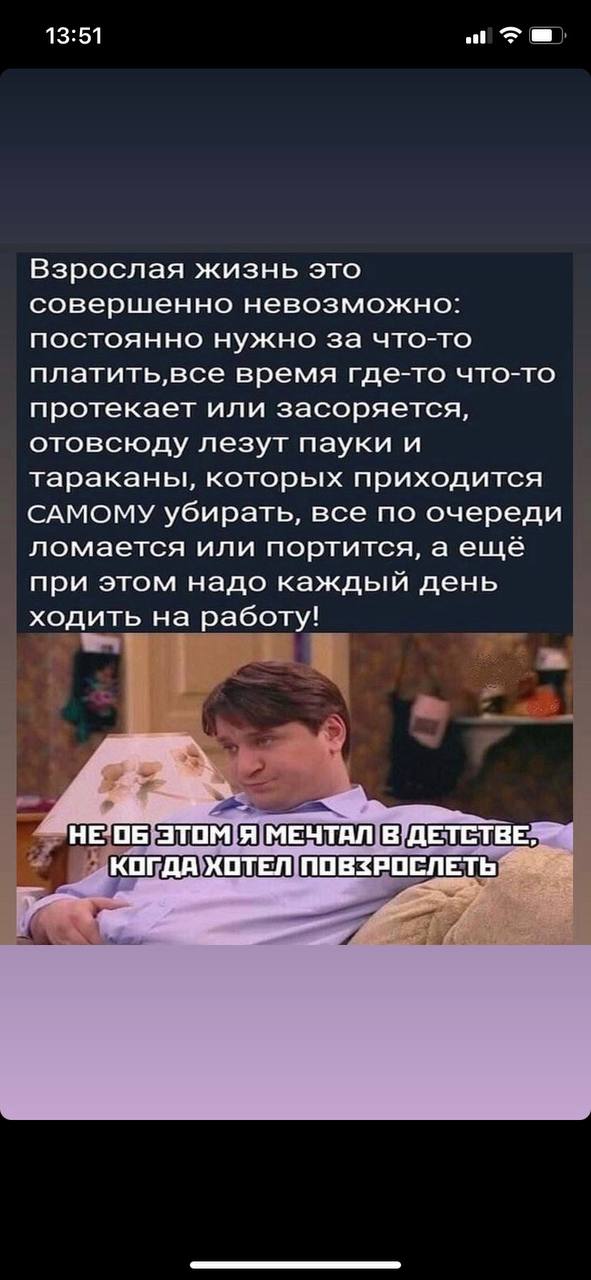 13:51
Взрослая жизнь это
совершенно невозможно:
постоянно нужно за что-то
платить,все время где-то что-то
протекает или засоряется,
отовсюду лезут пауки и
тараканы, которых приходится
САМОМУ убирать, все по очереди
ломается или портится, а ещё
при этом надо каждый день
ходить на работу!
НЕ ОБ ЭТОМ Я МЕЧТАЛ В ДЕТСТВЕ,
КОГДА ХОТЕЛ ПОВЗРОСЛЕТЬ